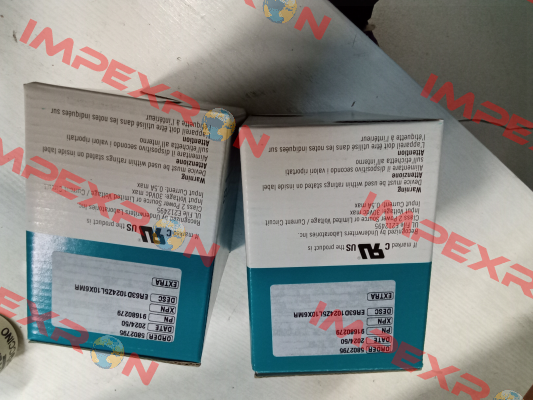 ORDER 5802795
DATE 2024/50
PN 91680279
XPN
DESC ER63D1024Z5L10X6MR
EXTRA
If marked c UR US the product is
Recognized by Underwriters Laboratories Inc.
UL File E212495
Class 2 Power Source or Limited Voltage / Current Circuit
Input Voltage 30Vdc max
Input Current 0.5A max
Warning
Device must be used within ratings stated on inside label
Attenzione
Alimentare il dispositivo secondo i valori riportati
sull'etichetta all'interno
Attention
L'appareil doit être utilisé dans les notes indiquées sur
l'étiquette à l'intérieur
ORDER 5802795
DATE 2024/50
PN 91680279
XPN
DESC ER63D1024Z5L10X6MR
EXTRA
If marked c UR US the product is
Recognized by Underwriters Laboratories Inc.
UL File E212495
Class 2 Power Source or Limited Voltage / Current
Input Voltage 30Vdc max
Input Current 0.5A max
Warning
Device must be used within ratings stated on inside label
Attenzione
Alimentare il dispositivo secondo i valori riportati
sull'etichetta all'interno
Attention
L'appareil doit être utilisé dans les notes indiquées sur
l'étiquette à l'intérieur
IMPEXRON
IMPEXRON
IMPEXRON
IMPEXRON